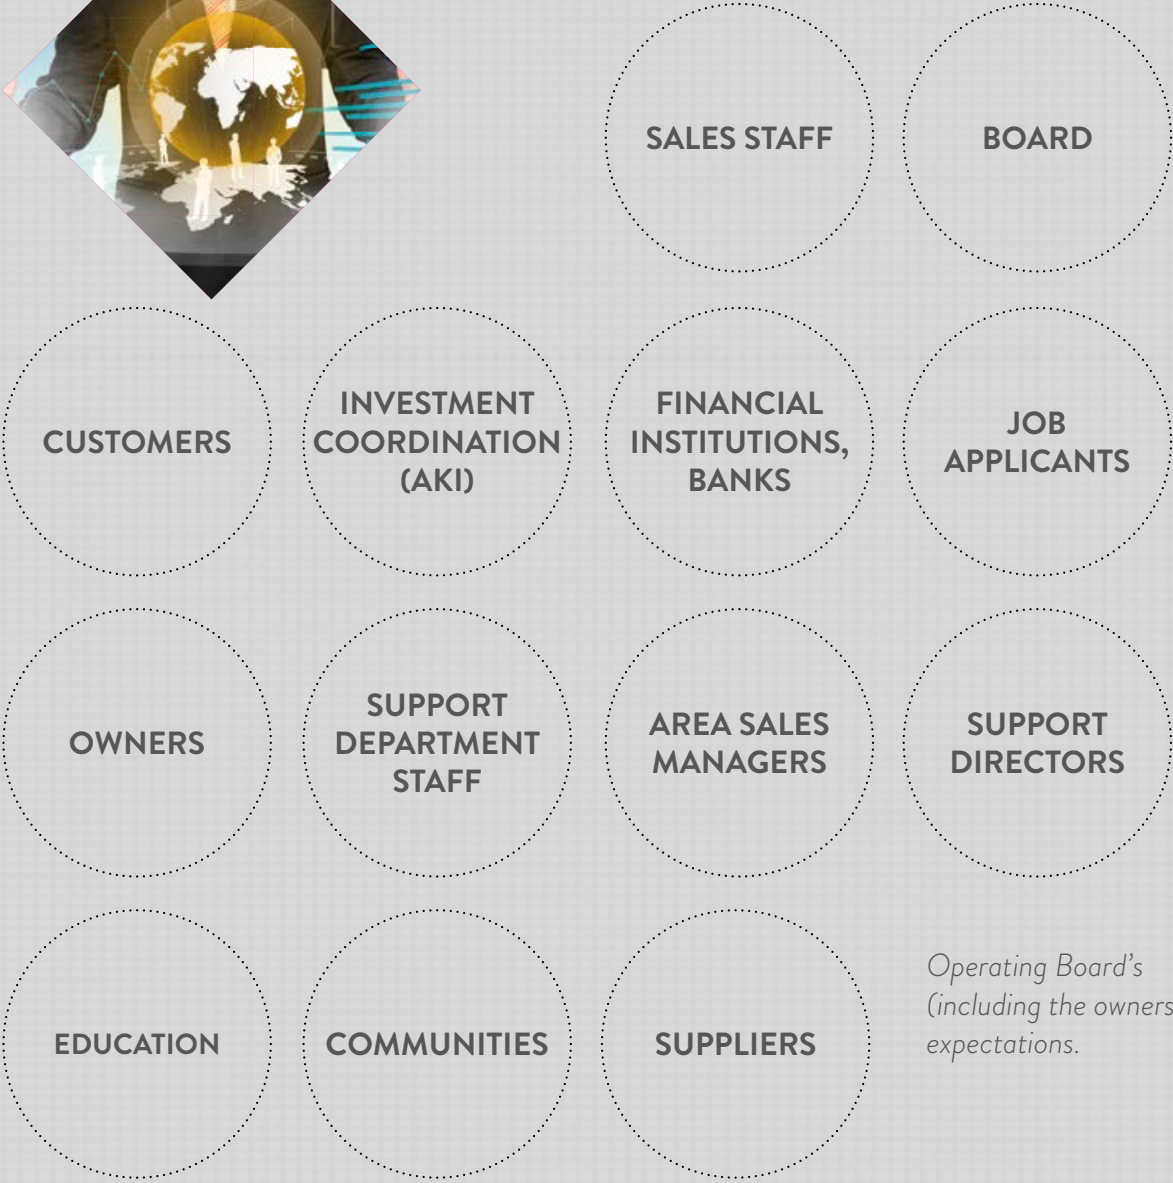 SALES STAFF
BOARD
CUSTOMERS
INVESTMENT
COORDINATION
(AKI)
FINANCIAL
INSTITUTIONS,
BANKS
JOB
APPLICANTS
OWNERS
SUPPORT
DEPARTMENT
STAFF
AREA SALES
MANAGERS
SUPPORT
DIRECTORS
EDUCATION
COMMUNITIES
SUPPLIERS
Operating Board’s
(including the owners
expectations.